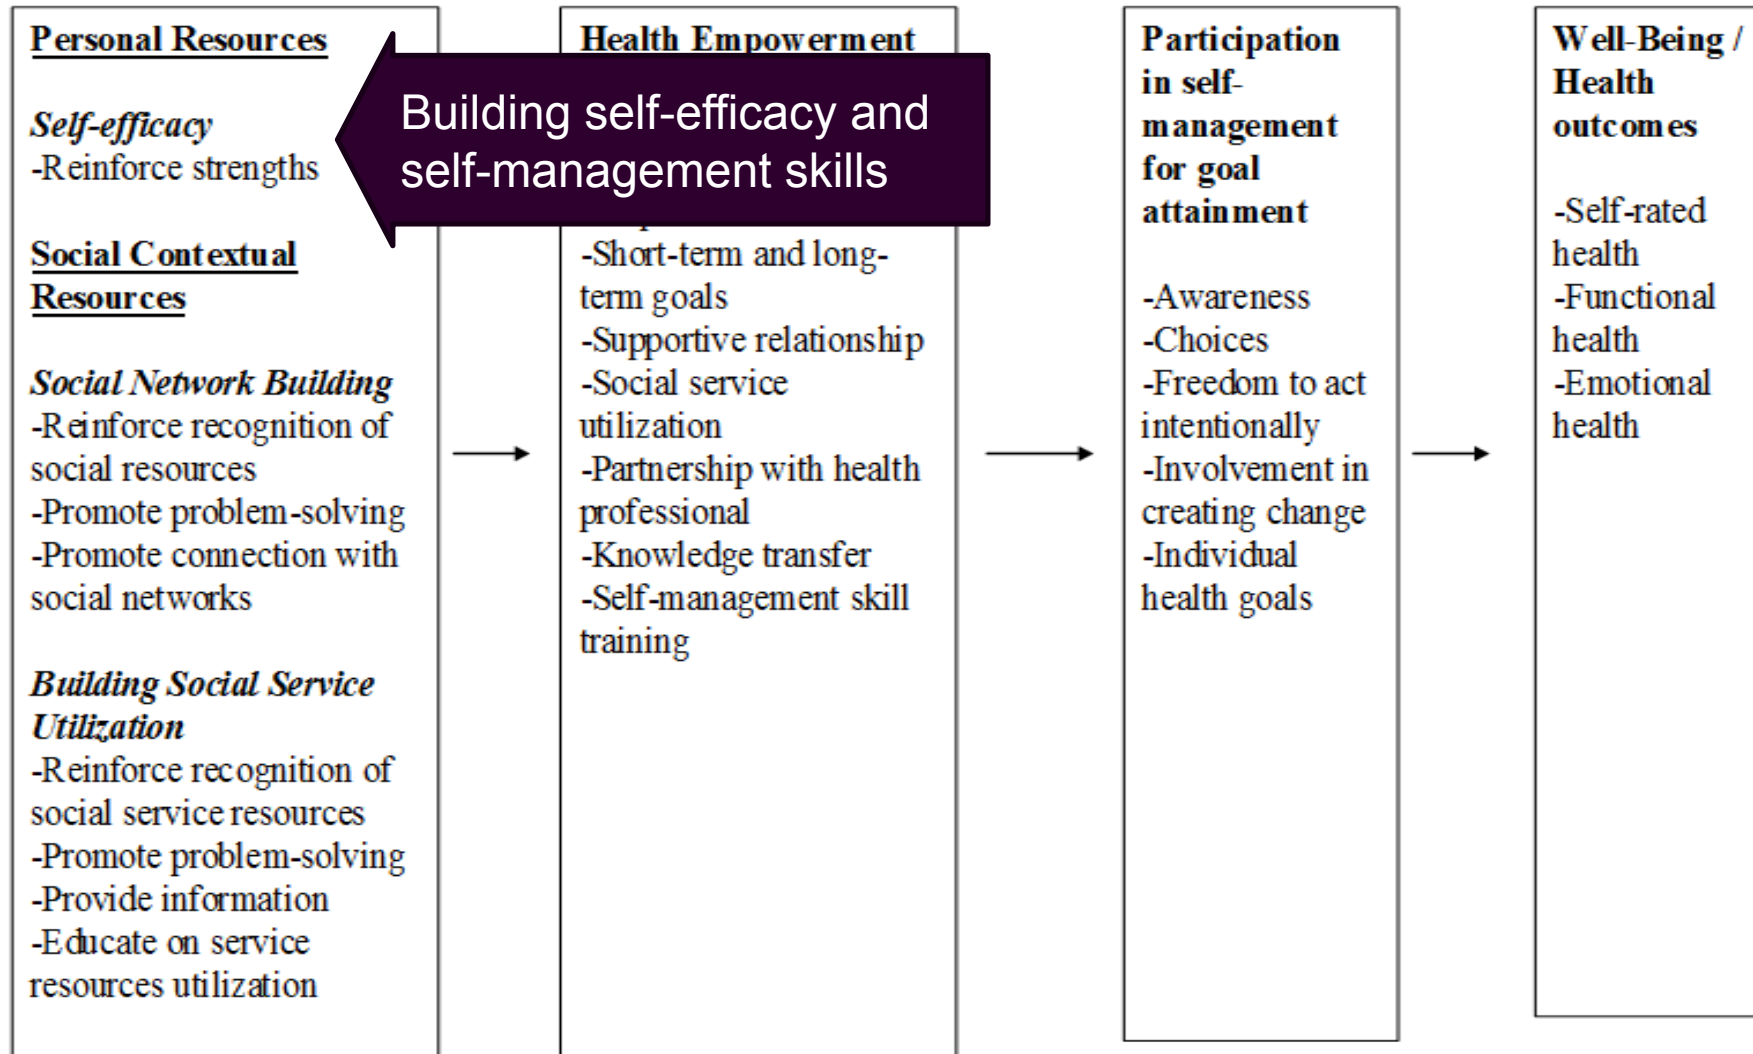 Personal Resources
Self-efficacy
-Reinforce strengths
Social Contextual
Resources
Social Network Building
-Reinforce recognition of
social resources
-Promote problem-solving
-Promote connection with
social networks
Building Social Service
Utilization
-Reinforce recognition of
social service resources
-Promote problem-solving
-Provide information
-Educate on service
resources utilization
Building self-efficacy and
self-management skills
Health Empowerment
-Short-term and long-
term goals
-Supportive relationship
-Social service
utilization
-Partnership with health
professional
-Knowledge transfer
-Self-management skill
training
Participation
in self-
management
for goal
attainment
-Awareness
-Choices
-Freedom to act
intentionally
-Involvement in
creating change
-Individual
health goals
Well-Being /
Health
outcomes
-Self-rated
health
-Functional
health
-Emotional
health